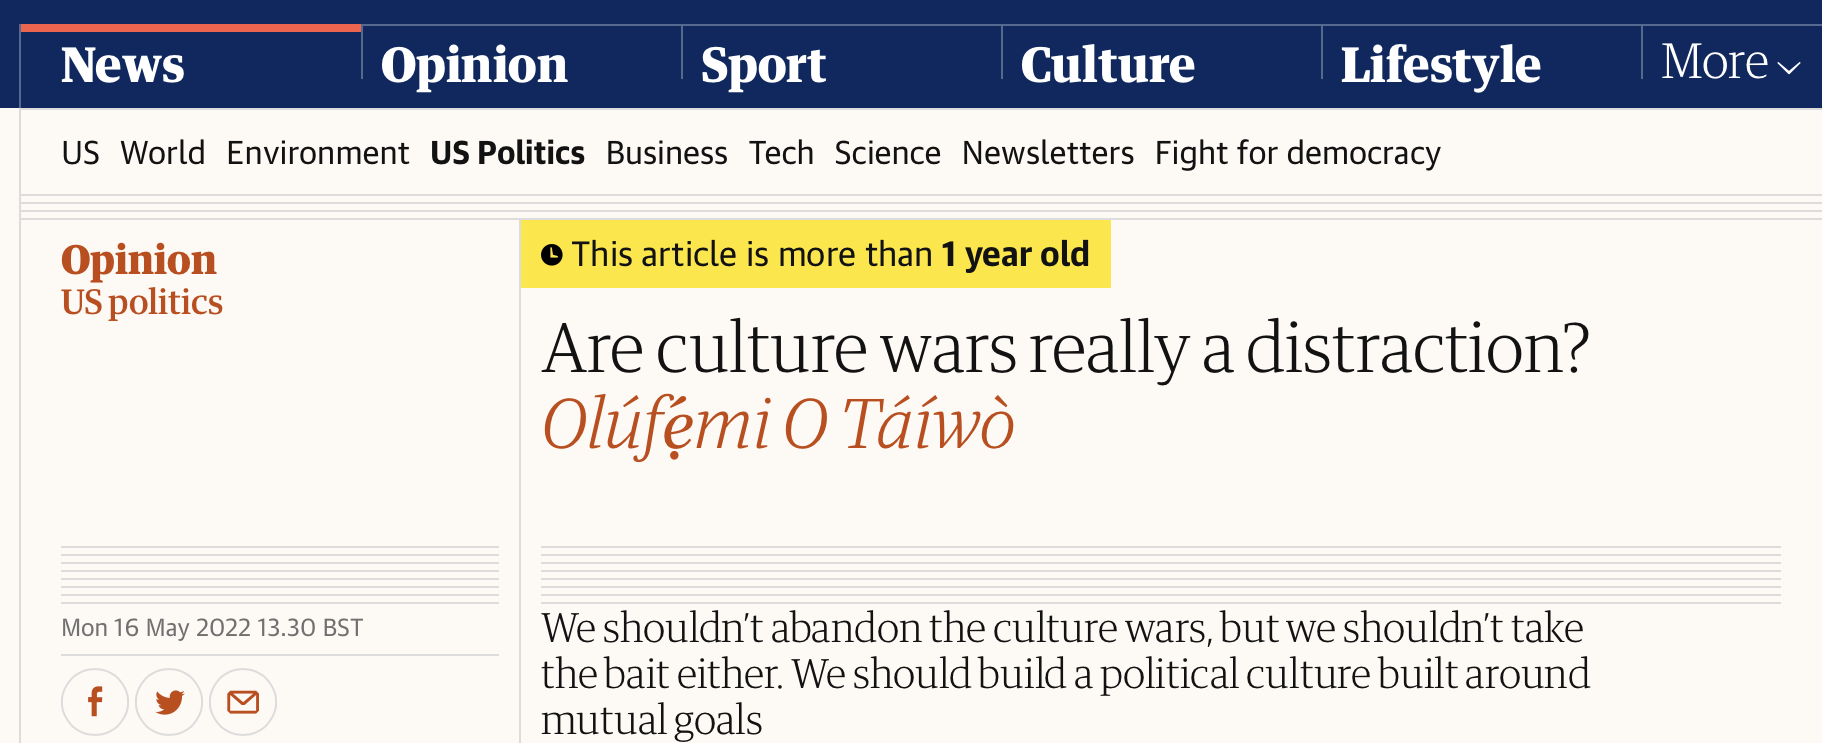 News Opinion Sport Culture Lifestyle More
US World Environment US Politics Business Tech Science Newsletters Fight for democracy
Opinion
US politics
This article is more than 1 year old
Are culture wars really a distraction?
Olúfẹ́mi O Táíwò
Mon 16 May 2022 13.30 BST
We shouldn’t abandon the culture wars, but we shouldn’t take
the bait either. We should build a political culture built around
mutual goals